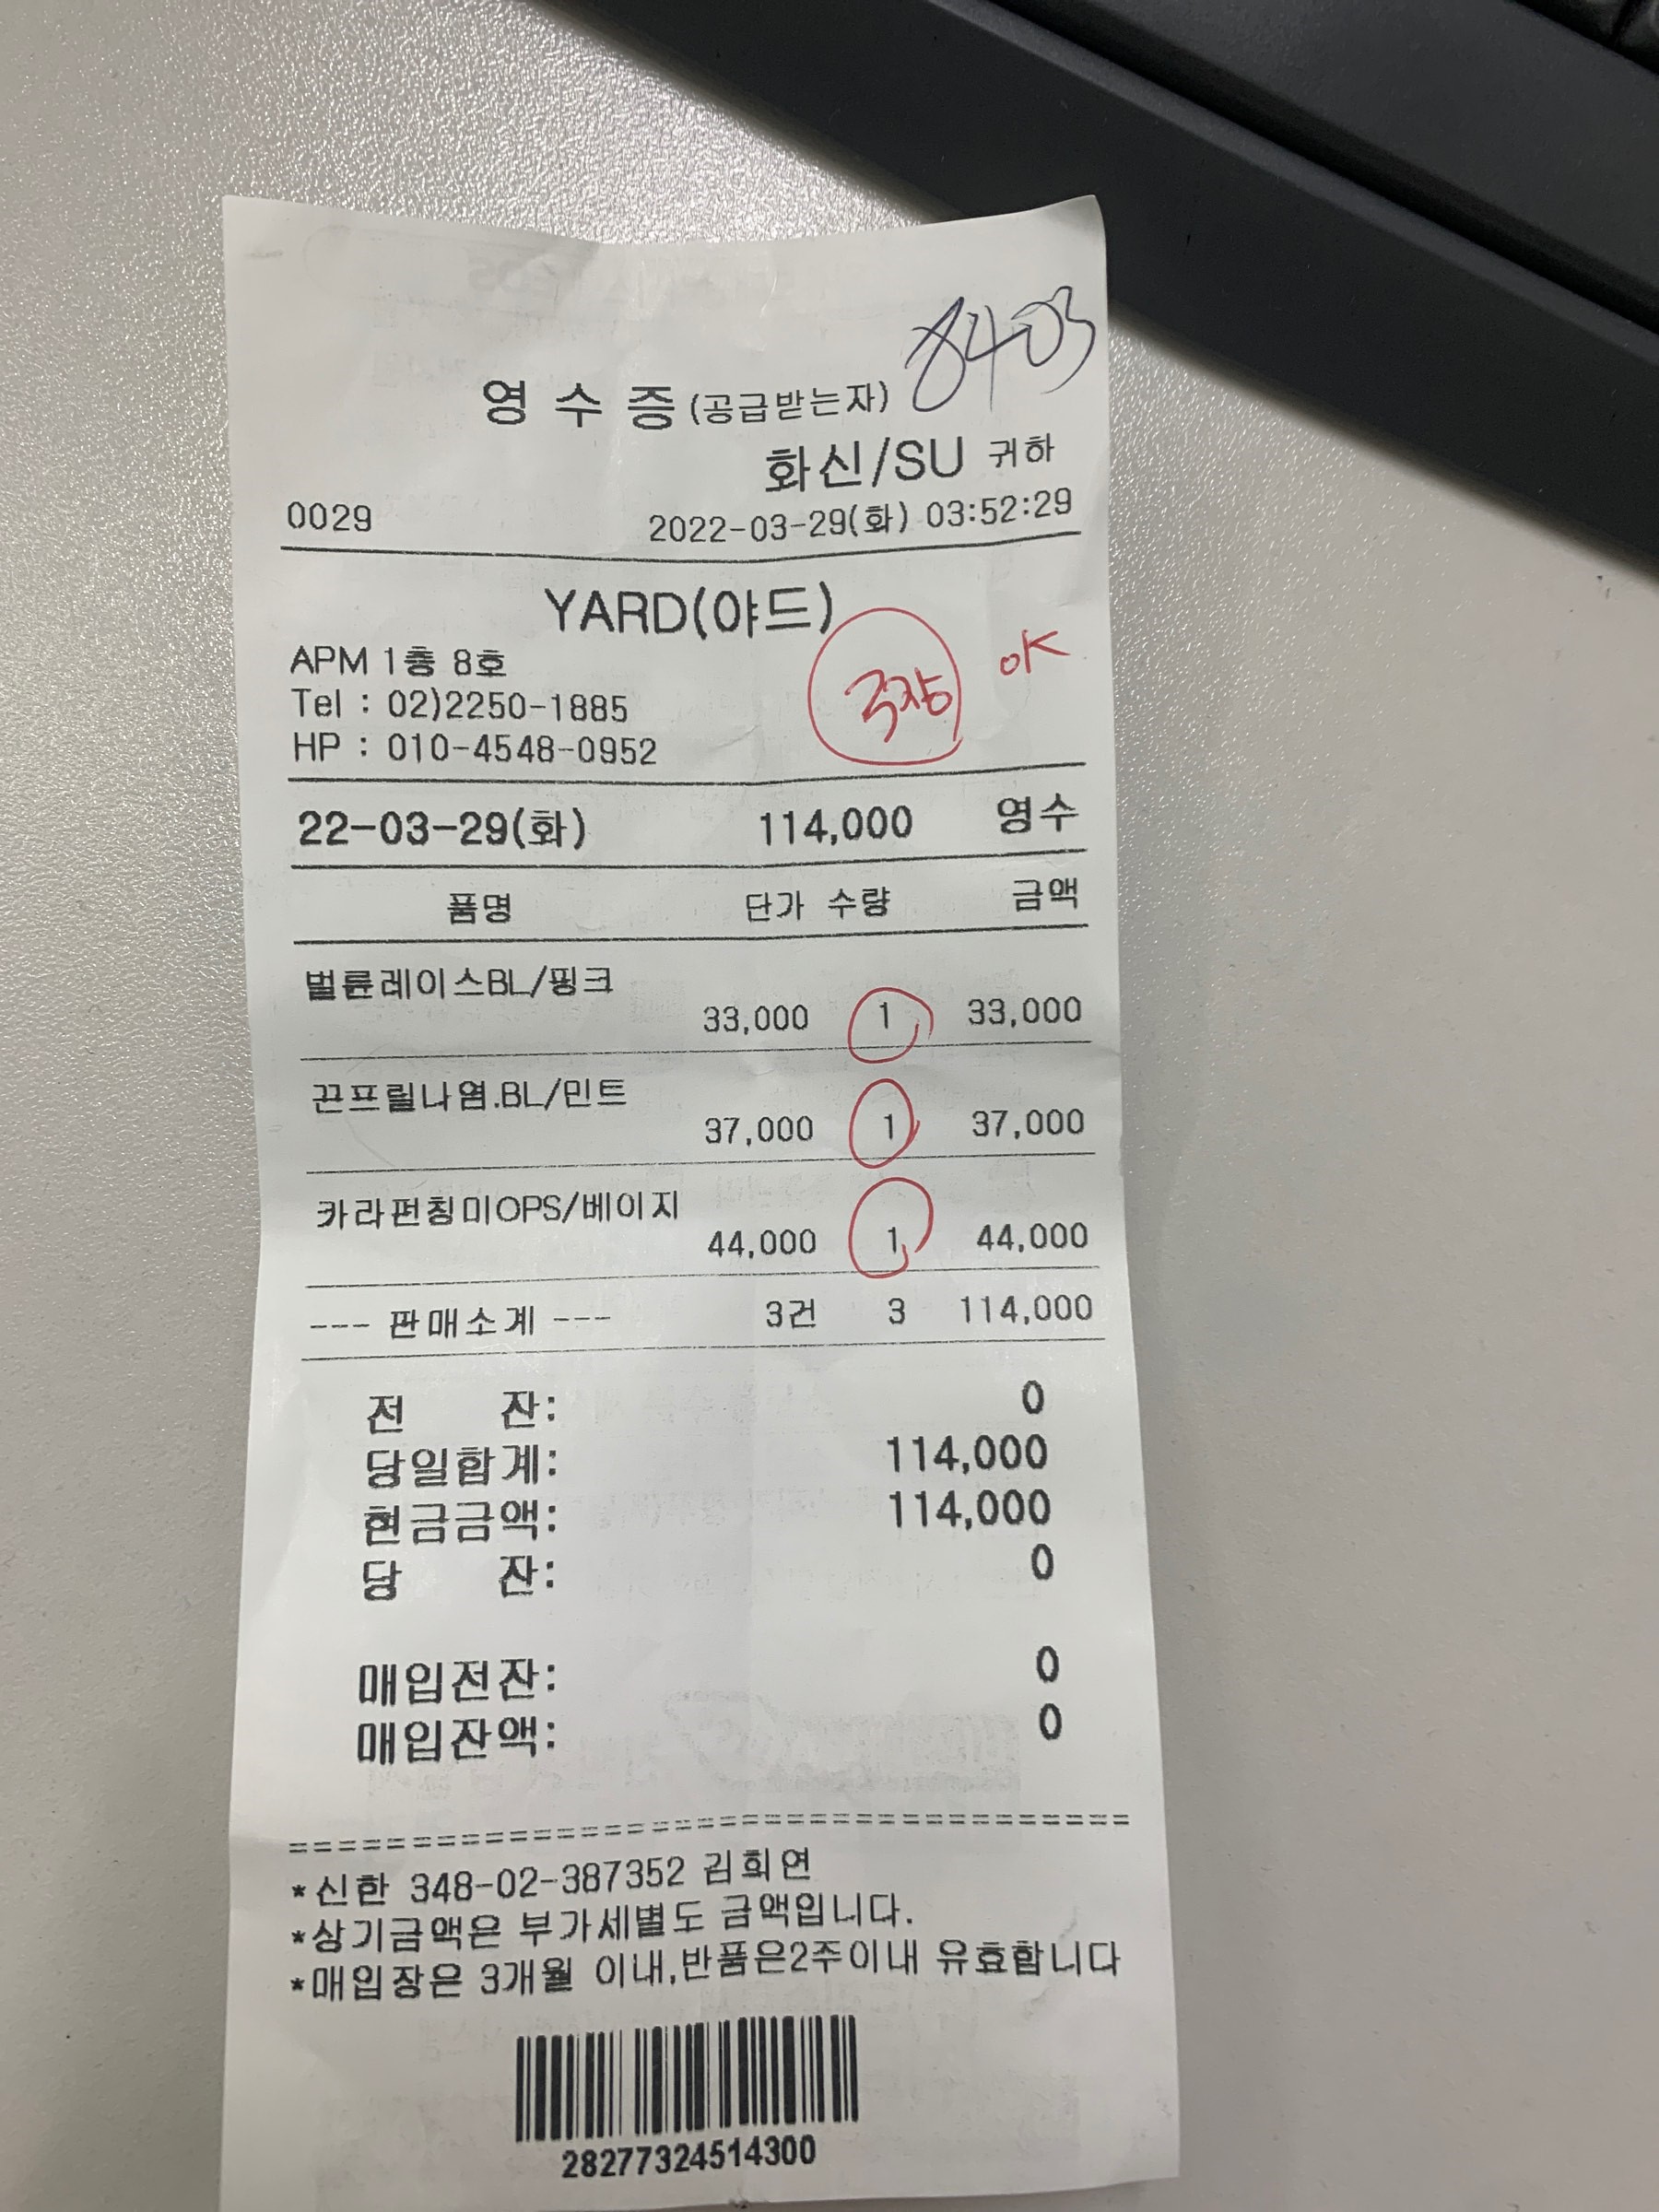 8403
영 수 증 (공급받는자)
화신/SU 귀하
0029 2022-03-29(화) 03:52:29
YARD(야드)
APM 1층 8호
Tel : 02)2250-1885
HP : 010-4548-0952
OK
22-03-29(화) 114,000 영수
품명 단가 수량 금액
벌륜레이스BL/핑크
33,000 1 33,000
끈프릴나염.BL/민트
37,000 1 37,000
카라펀칭미OPS/베이지
44,000 1 44,000
--- 판매소계 --- 3건 3 114,000
전 잔: 0
당일합계: 114,000
현금금액: 114,000
당 잔: 0
매입전잔: 0
매입잔액: 0
==================================
*신한 348-02-387352 김희연
*상기금액은 부가세별도 금액입니다.
*매입장은 3개월 이내,반품은2주이내 유효합니다
28277324514300